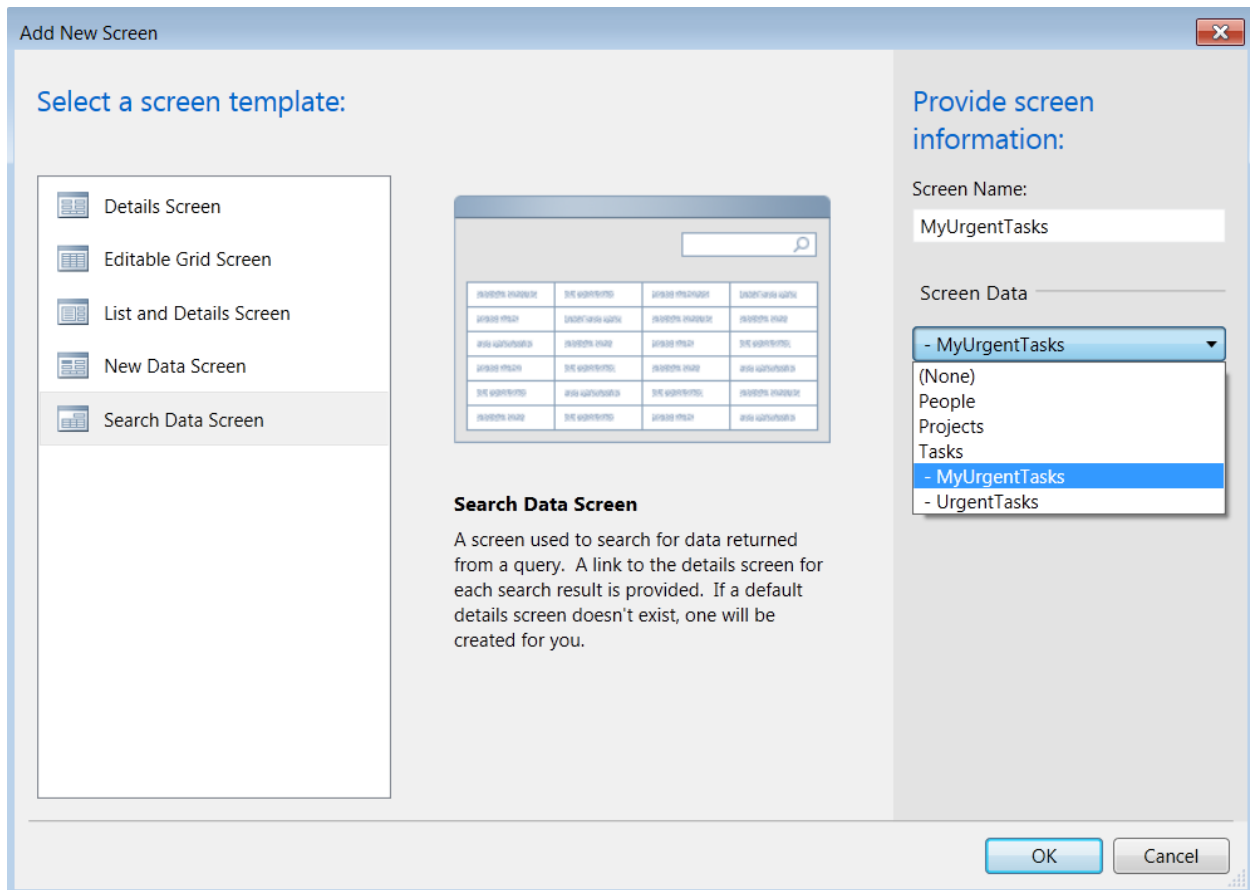 Add New Screen
Select a screen template:
Details Screen
Editable Grid Screen
List and Details Screen
New Data Screen
Search Data Screen
Search Data Screen
A screen used to search for data returned
from a query.  A link to the details screen for
each search result is provided.  If a default
details screen doesn't exist, one will be
created for you.
Provide screen
information:
Screen Name:
MyUrgentTasks
Screen Data
- MyUrgentTasks
(None)
People
Projects
Tasks
- MyUrgentTasks
- UrgentTasks
OK
Cancel